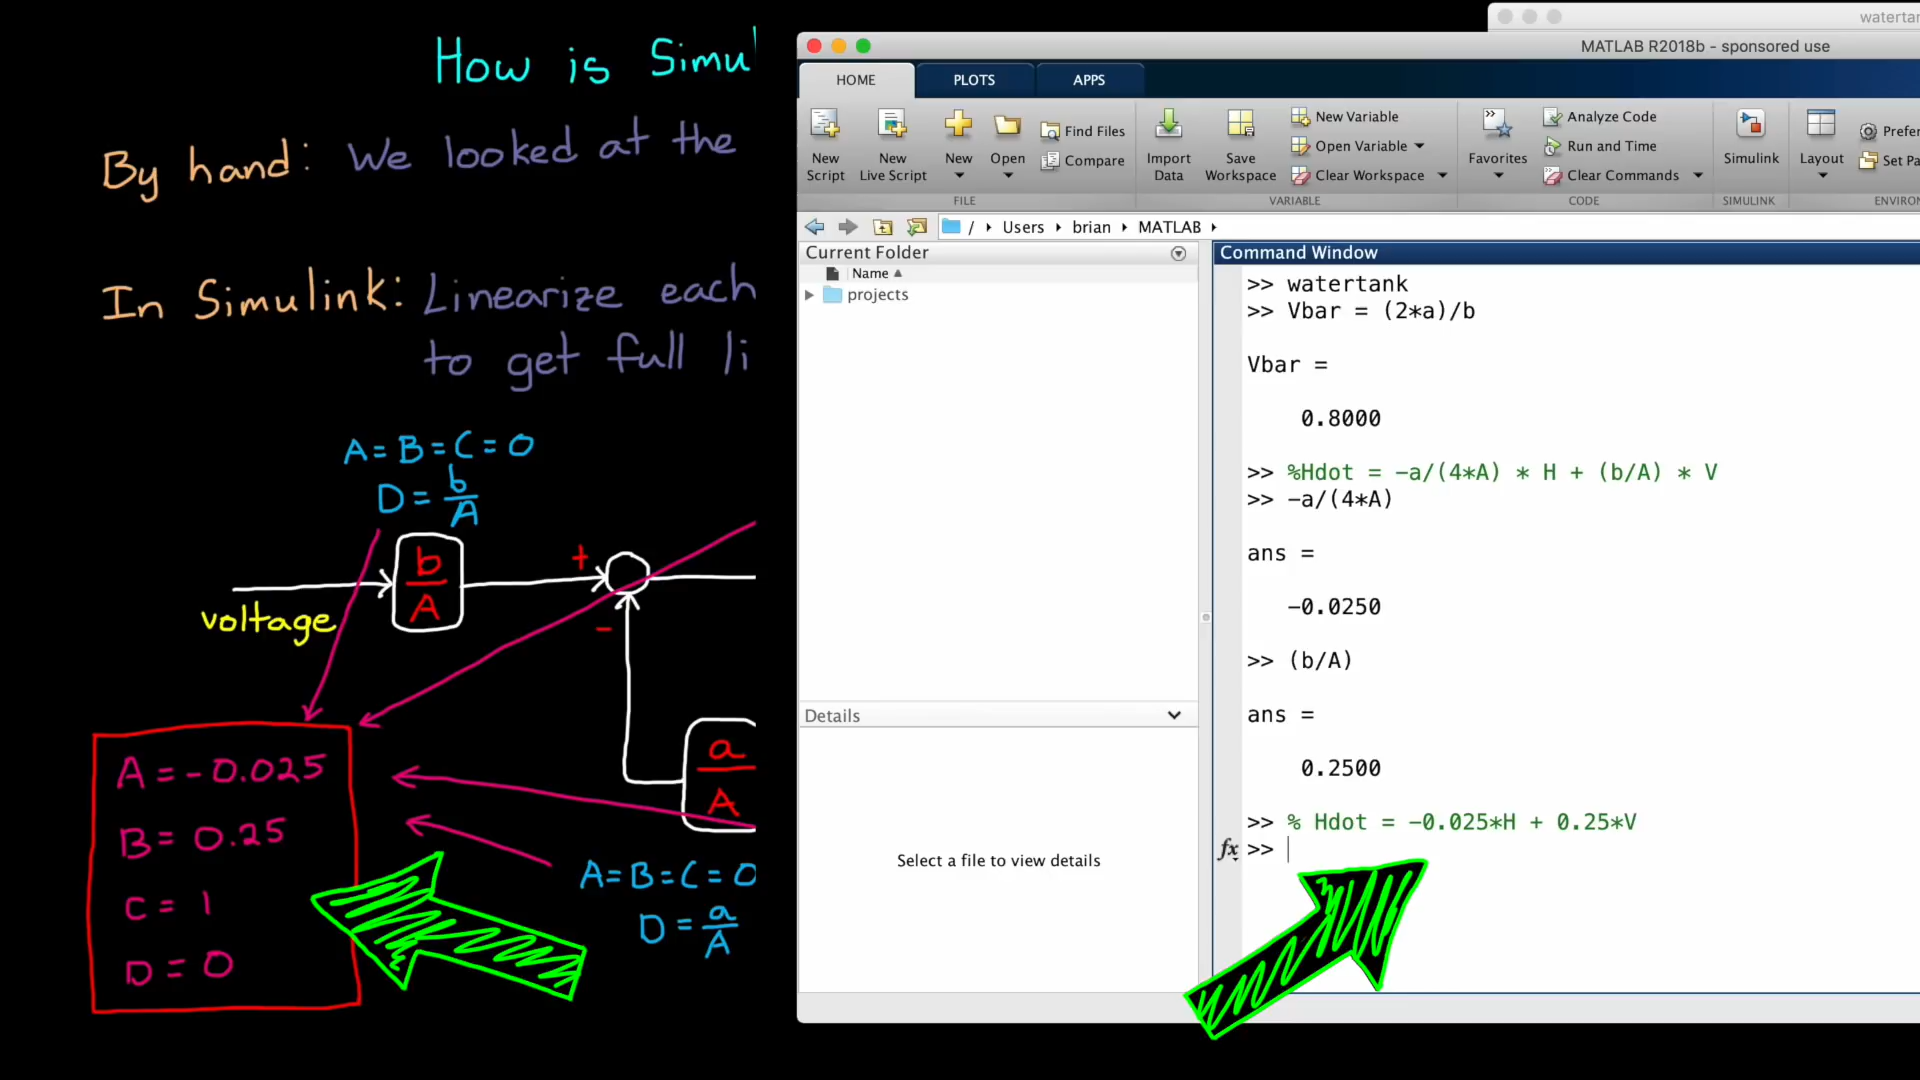 How is Simu
By hand: We looked at the
In Simulink: Linearize each
to get full li
A=B=C=0
D=b/A
voltage
b
A
+
-
a
A
A=-0.025
B=0.25
C=1
D=0
A=B=C=0
D=a/A
waterta
MATLAB R2018b - sponsored use
HOME
PLOTS
APPS
New Script
New Live Script
New
Open
Find Files
Compare
FILE
Import Data
Save Workspace
New Variable
Open Variable
Clear Workspace
VARIABLE
Favorites
Analyze Code
Run and Time
Clear Commands
CODE
Simulink
SIMULINK
Layout
Prefer
Set Pa
ENVIRON
/ Users brian MATLAB
Current Folder
Name
projects
Details
Select a file to view details
Command Window
>> watertank
>> Vbar = (2*a)/b
Vbar =
0.8000
>> %Hdot = -a/(4*A) * H + (b/A) * V
>> -a/(4*A)
ans =
-0.0250
>> (b/A)
ans =
0.2500
>> % Hdot = -0.025*H + 0.25*V
fx >>